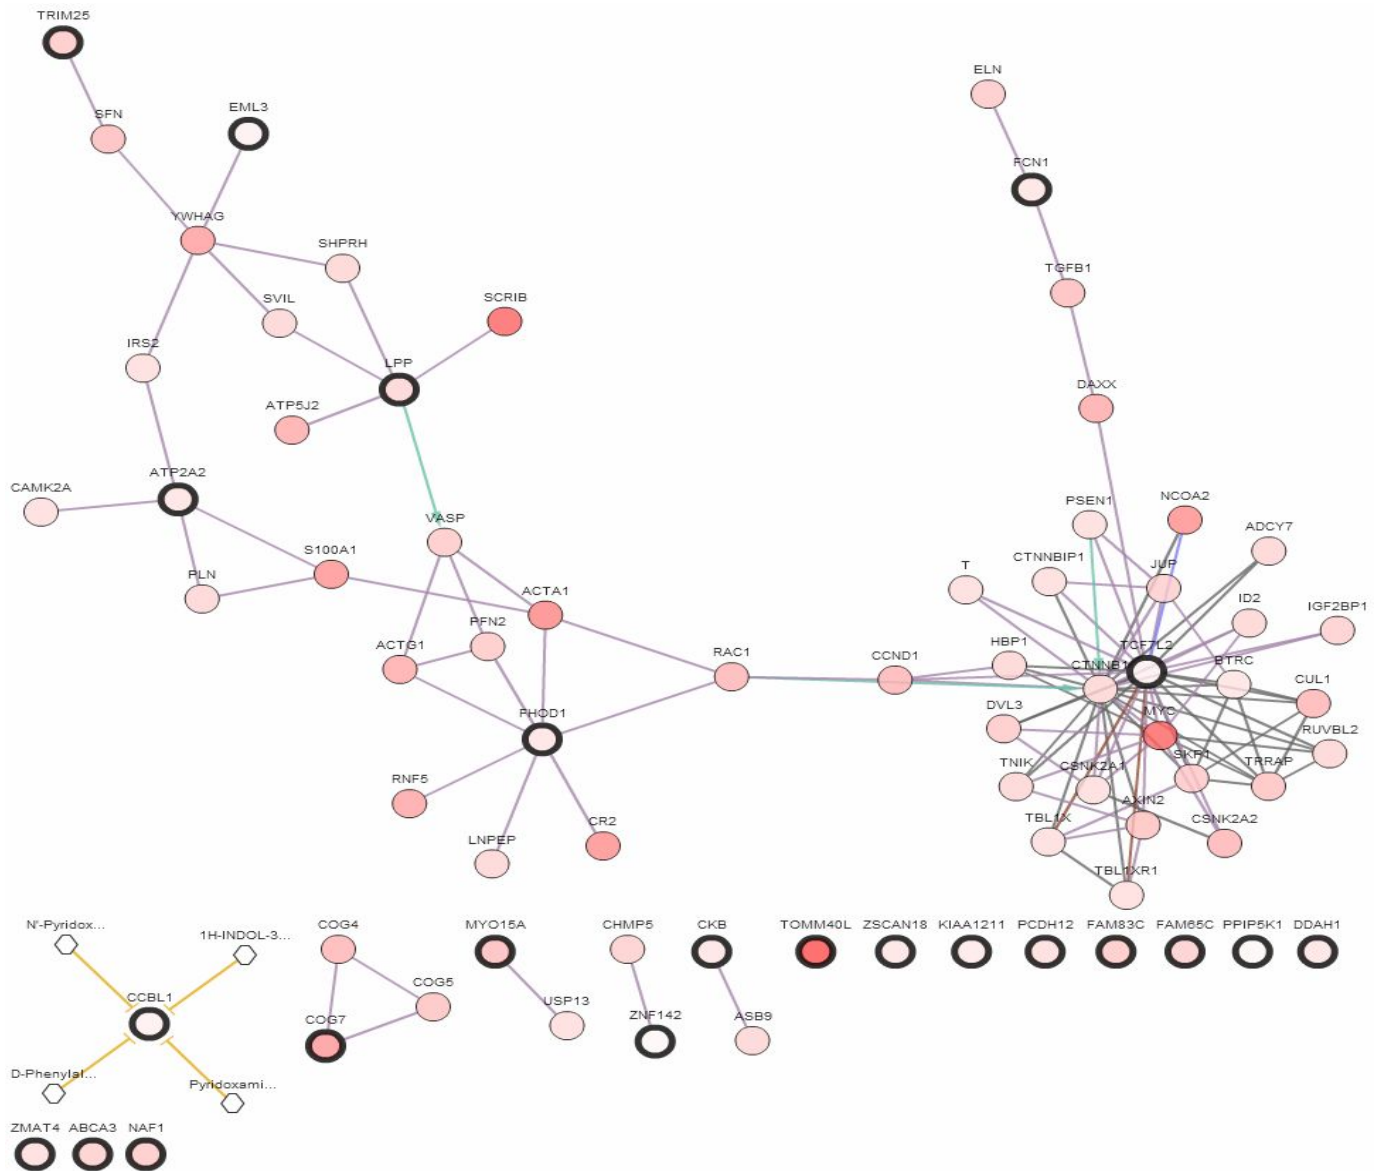 TRIM25
ELN
SFN
EML3
FCN1
YWHAG
SHPRH
TGFB1
SVIL
SCRIB
IRS2
LPP
DAXX
ATP5J2
ATP2A2
CAMK2A
PSEN1
NCOA2
VASP
ADCY7
S100A1
CTNNBIP1
T
JUP
PLN
ACTA1
ID2
IGF2BP1
PFN2
ACTG1
RAC1
CCND1
HBP1
TCF7L2
CTNNB1
BTRC
CUL1
DVL3
MYC
RUVBL2
FHOD1
TNIK
CSNK2A1
SKP1
TRRAP
RNF5
AXIN2
CR2
TBL1X
CSNK2A2
LNPEP
TBL1XR1
N'-Pyridox...
1H-INDOL-3...
COG4
MYO15A
CHMP5
CKB
TOMM40L
ZSCAN18
KIAA1211
PCDH12
FAM83C
FAM65C
PPIP5K1
DDAH1
CCBL1
COG5
COG7
USP13
ZNF142
ASB9
D-Phenylal...
Pyridoxami...
ZMAT4
ABCA3
NAF1